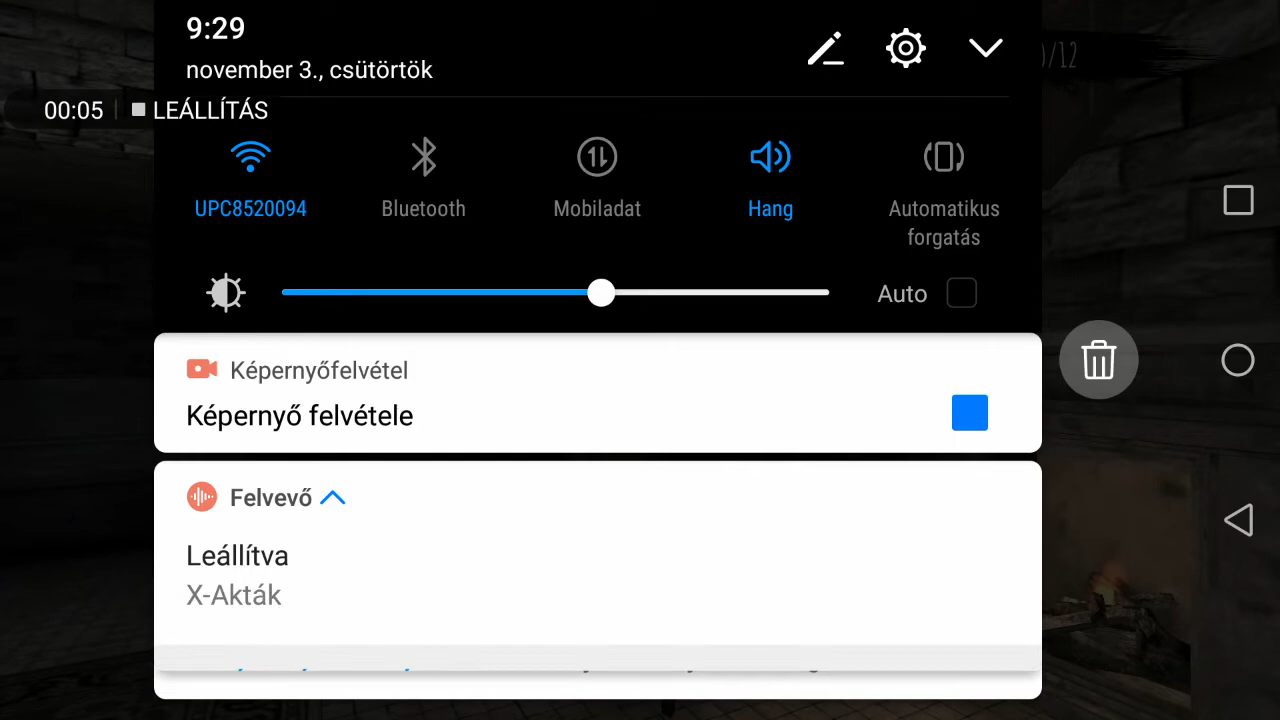 9:29
november 3., csütörtök
/12
00:05
LEÁLLÍTÁS
UPC8520094
Bluetooth
Mobiladat
Hang
Automatikus
forgatás
Auto
Képernyőfelvétel
Képernyő felvétele
Felvevő
Leállítva
X-Akták